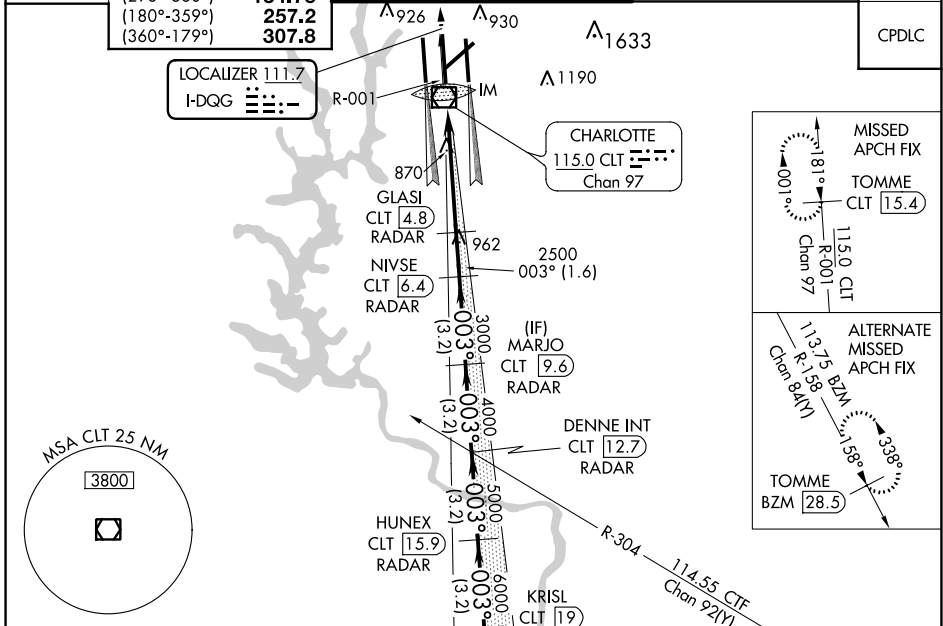 (180°-359°) 257.2
(360°-179°) 307.8
926
930
1633
1190
CPDLC
LOCALIZER 111.7
I-DQG
R-001
IM
CHARLOTTE
115.0 CLT
Chan 97
870
GLASI
CLT 4.8
RADAR
962
2500
003° (1.6)
NIVSE
CLT 6.4
RADAR
003°
3000
(3.2)
(IF)
MARJO
CLT 9.6
RADAR
003°
4000
(3.2)
DENNE INT
CLT 12.7
RADAR
003°
5000
(3.2)
HUNEX
CLT 15.9
RADAR
003°
6000
(3.2)
KRISL
CLT 19
R-304
114.55 CTF
Chan 92(Y)
MSA CLT 25 NM
3800
MISSED
APCH FIX
TOMME
CLT 15.4
181°
001°
115.0 CLT
R-001
Chan 97
ALTERNATE
MISSED
APCH FIX
113.75 BZM
R-158
Chan 84(Y)
158°
338°
TOMME
BZM 28.5